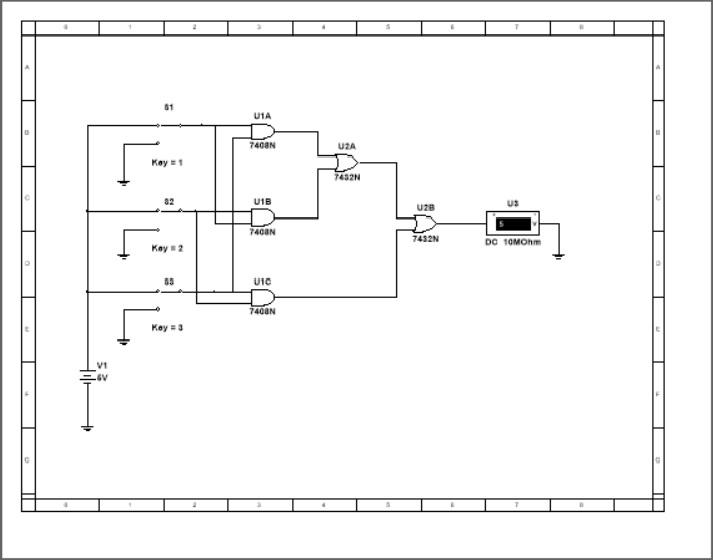 0 1 2 3 4 5 6 7 8
A A
S1
U1A
B B
7408N
U2A
Key = 1
7432N
C C
S2
U1B
U2B
U3
7408N
5 V
7432N
DC 10MOhm
Key = 2
D D
S3
U1C
7408N
Key = 3
E E
V1
5V
F F
G G
0 1 2 3 4 5 6 7 8